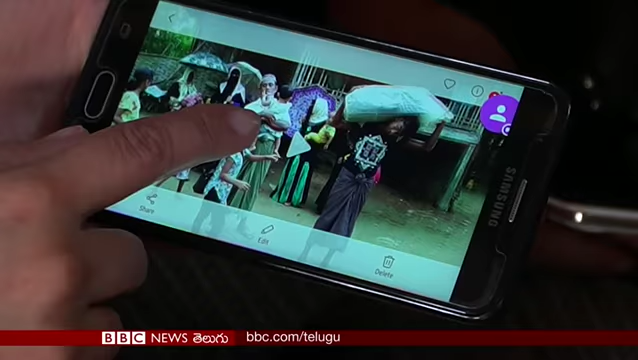 SAMSUNG
Share
Edit
Delete
BBC NEWS తెలుగు bbc.com/telugu